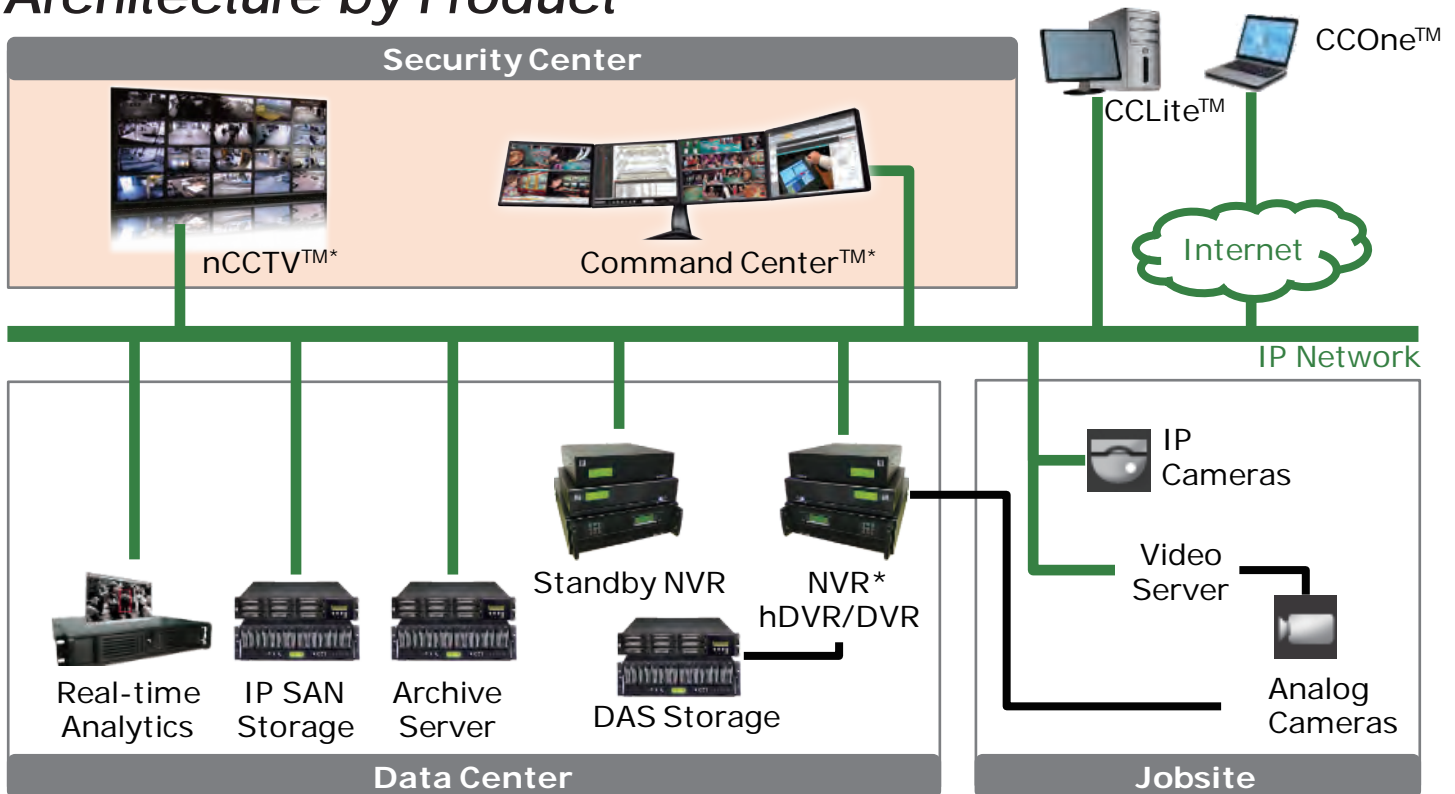 Architecture by Product
Security Center
CCOne™
CCLite™
nCCTV™*
Command Center™*
Internet
IP Network
IP
Cameras
Video
Server
Standby NVR
NVR*
hDVR/DVR
Real-time
Analytics
IP SAN
Storage
Archive
Server
DAS Storage
Analog
Cameras
Data Center
Jobsite